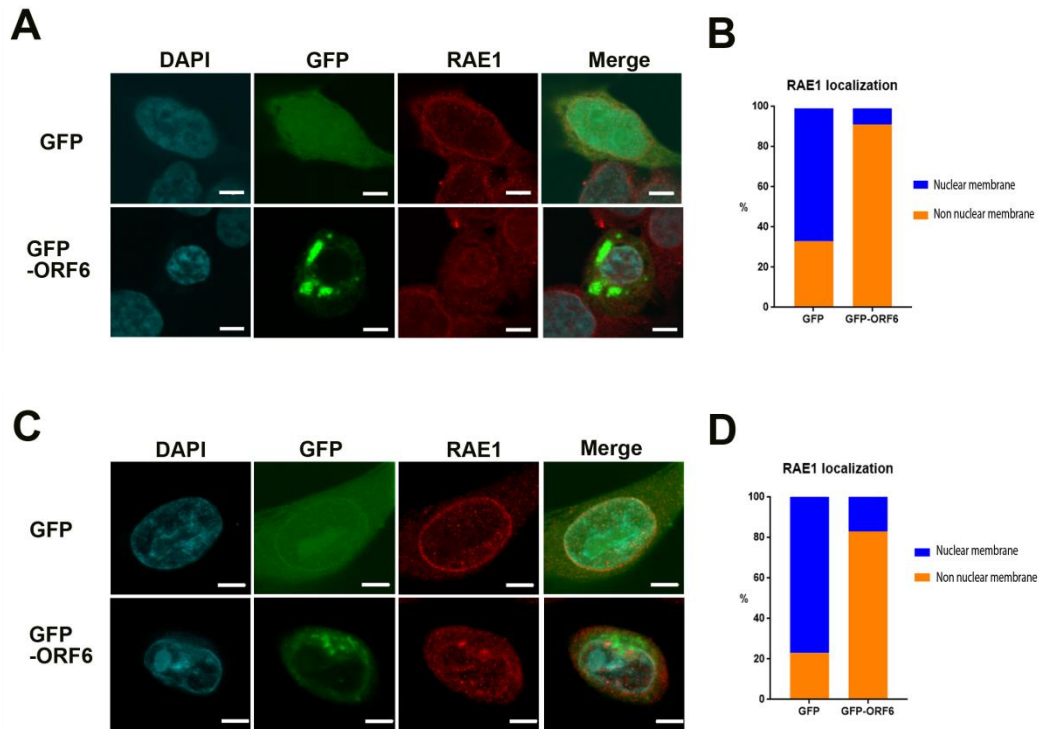 A
DAPI GFP RAE1 Merge
GFP
GFP
-ORF6
B
RAE1 localization
100
80
60
%
40
20
0
GFP GFP-ORF6
Nuclear membrane
Non nuclear membrane
C
DAPI GFP RAE1 Merge
GFP
GFP
-ORF6
D
RAE1 localization
100
80
60
%
40
20
0
GFP GFP-ORF6
Nuclear membrane
Non nuclear membrane